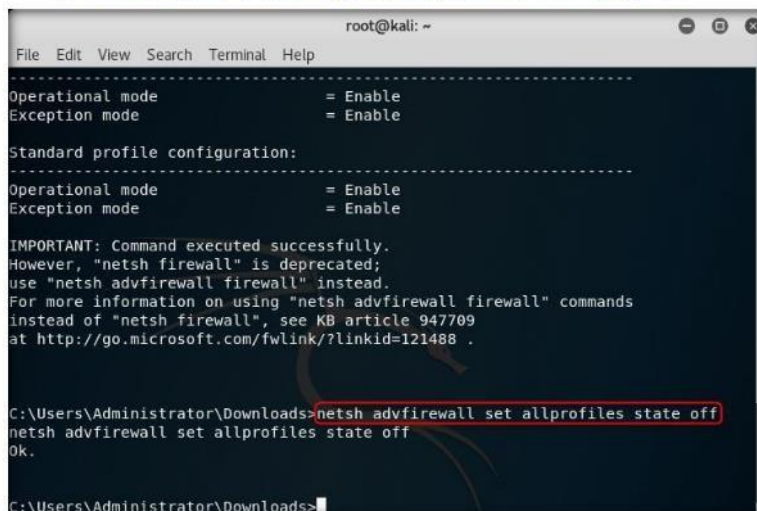 root@kali: ~
File Edit View Search Terminal Help
-----------------------------------------------------------------------
Operational mode = Enable
Exception mode = Enable
Standard profile configuration:
-----------------------------------------------------------------------
Operational mode = Enable
Exception mode = Enable
IMPORTANT: Command executed successfully.
However, "netsh firewall" is deprecated;
use "netsh advfirewall firewall" instead.
For more information on using "netsh advfirewall firewall" commands
instead of "netsh firewall", see KB article 947709
at http://go.microsoft.com/fwlink/?linkid=121488 .
C:\Users\Administrator\Downloads>netsh advfirewall set allprofiles state off
netsh advfirewall set allprofiles state off
Ok.
C:\Users\Administrator\Downloads>